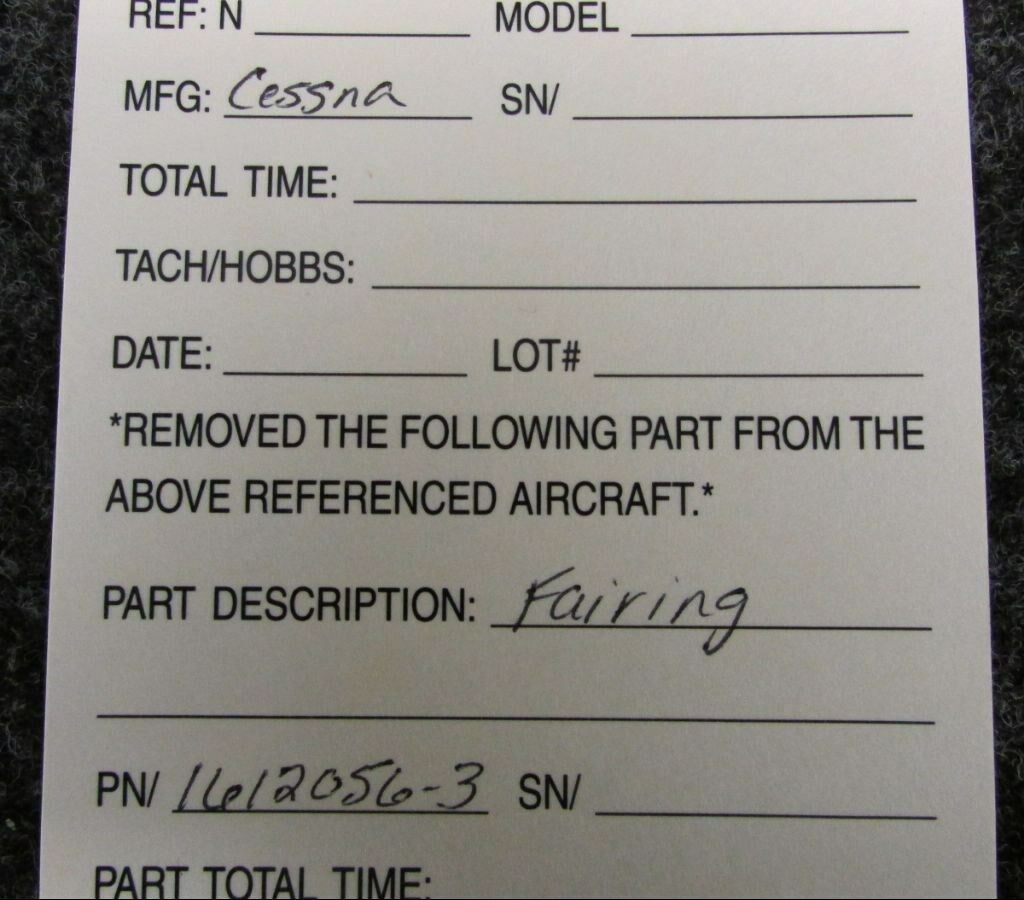 REF: N MODEL
MFG: Cessna SN/
TOTAL TIME:
TACH/HOBBS:
DATE: LOT#
*REMOVED THE FOLLOWING PART FROM THE
ABOVE REFERENCED AIRCRAFT.*
PART DESCRIPTION: Fairing
PN/ 1612056-3 SN/
PART TOTAL TIME: